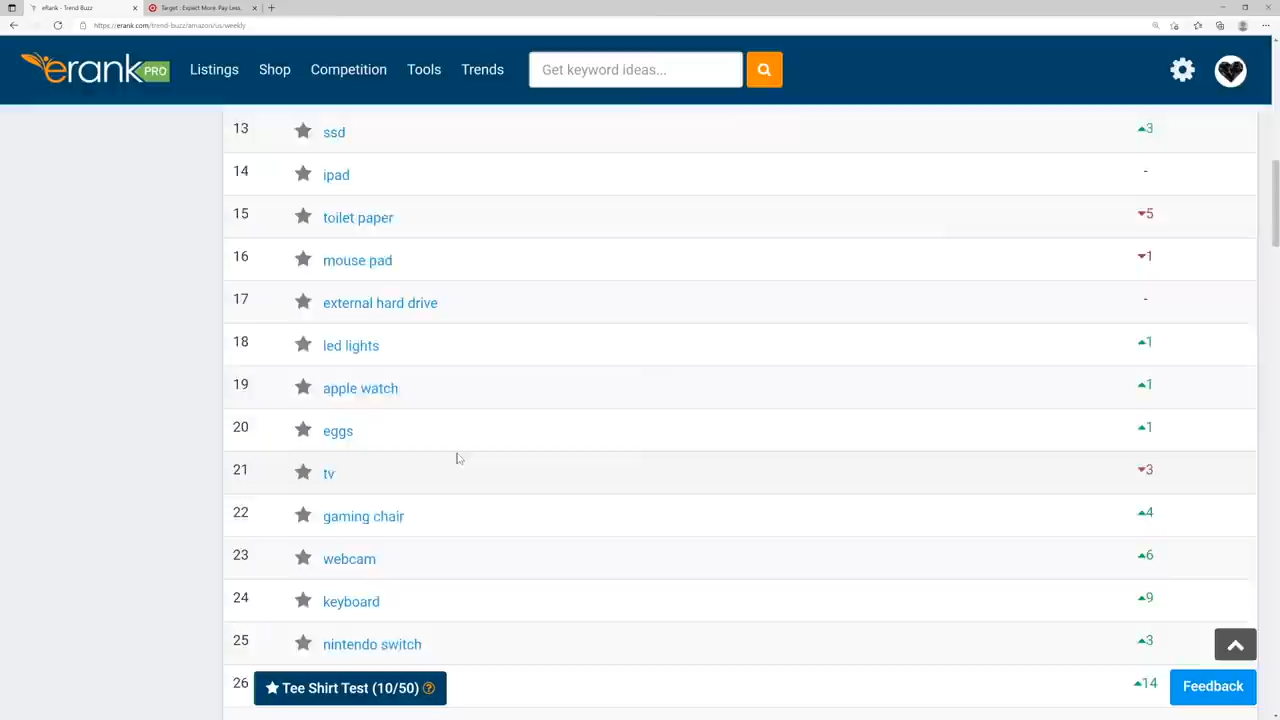 eRank - Trend Buzz
Target : Expect More. Pay Less.
https://erank.com/trend-buzz/amazon/us/weekly
erank PRO
Listings
Shop
Competition
Tools
Trends
Get keyword ideas...
13 ssd 3
14 ipad -
15 toilet paper 5
16 mouse pad 1
17 external hard drive -
18 led lights 1
19 apple watch 1
20 eggs 1
21 tv 3
22 gaming chair 4
23 webcam 6
24 keyboard 9
25 nintendo switch 3
26 14
Tee Shirt Test (10/50) ?
Feedback